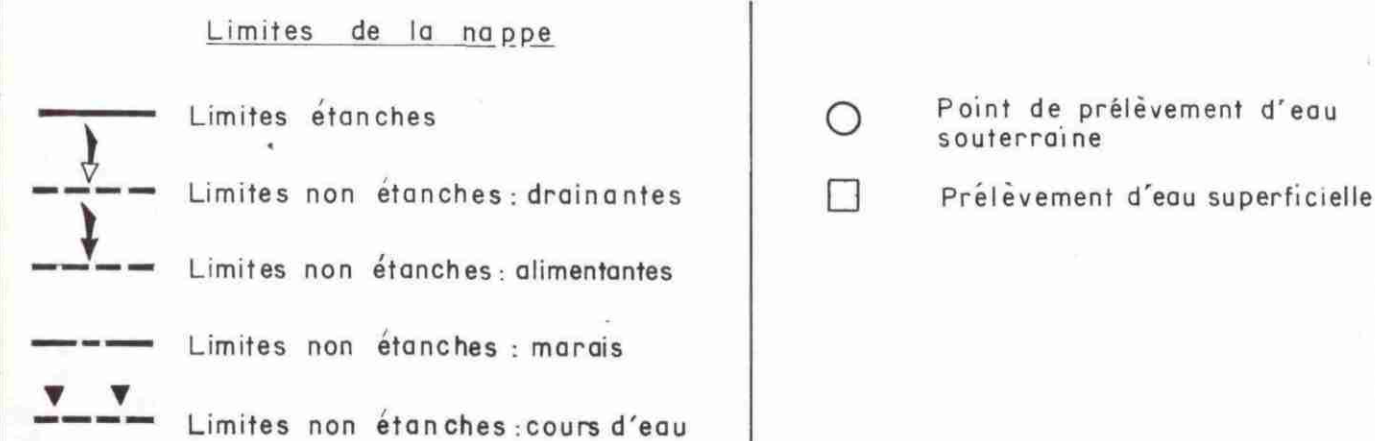 Limites de la nappe
Limites étanches
Limites non étanches : drainantes
Limites non étanches : alimentantes
Limites non étanches : marais
Limites non étanches : cours d'eau
Point de prélèvement d'eau
souterraine
Prélèvement d'eau superficielle